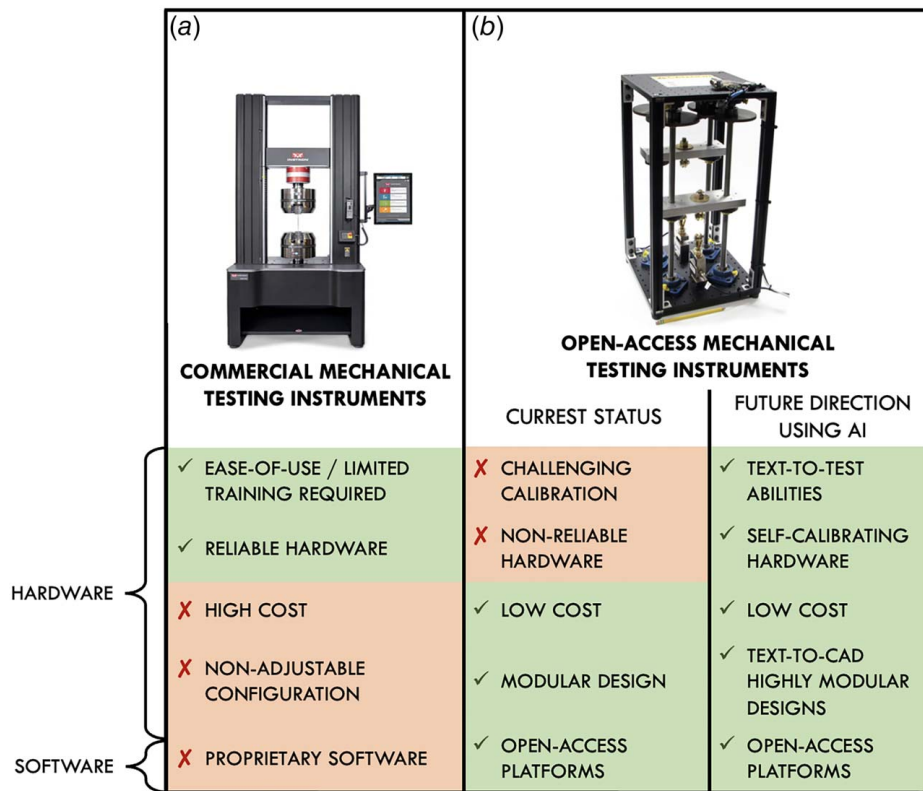 (a)
(b)
COMMERCIAL MECHANICAL
TESTING INSTRUMENTS
OPEN-ACCESS MECHANICAL
TESTING INSTRUMENTS
CURREST STATUS
FUTURE DIRECTION
USING AI
HARDWARE
✓ EASE-OF-USE / LIMITED
TRAINING REQUIRED
✓ RELIABLE HARDWARE
✗ HIGH COST
✗ NON-ADJUSTABLE
CONFIGURATION
SOFTWARE
✗ PROPRIETARY SOFTWARE
✗ CHALLENGING
CALIBRATION
✗ NON-RELIABLE
HARDWARE
✓ LOW COST
✓ MODULAR DESIGN
✓ OPEN-ACCESS
PLATFORMS
✓ TEXT-TO-TEST
ABILITIES
✓ SELF-CALIBRATING
HARDWARE
✓ LOW COST
✓ TEXT-TO-CAD
HIGHLY MODULAR
DESIGNS
✓ OPEN-ACCESS
PLATFORMS